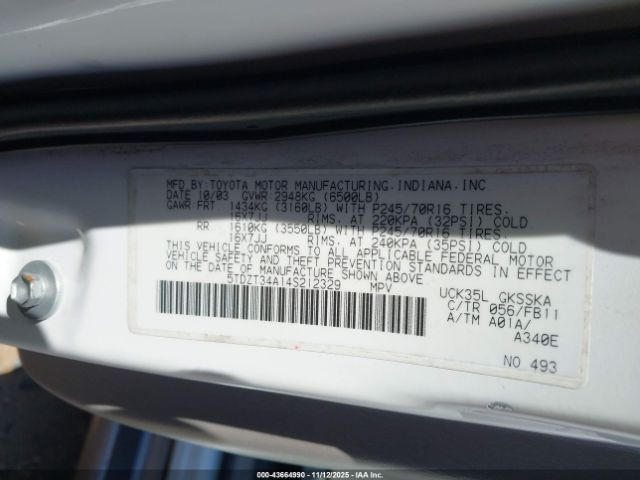 MFD BY: TOYOTA MOTOR MANUFACTURING, INDIANA, INC
DATE 10/03 GVWR 2948KG (6500LB)
GAWR FRT 1434KG (3160LB) WITH P245/70R16 TIRES.
16X7JJ RIMS, AT 220KPA (32PSI) COLD
RR 1610KG (3550LB) WITH P245/70R16 TIRES.
16X7JJ RIMS, AT 240KPA (35PSI) COLD
THIS VEHICLE CONFORMS TO ALL APPLICABLE FEDERAL MOTOR
VEHICLE SAFETY AND THEFT PREVENTION STANDARDS IN EFFECT
ON THE DATE OF MANUFACTURE SHOWN ABOVE
5TDZT34A14S212329 MPV
UCK35L GKSSKA
C/TR 056/FB11
A/TM A01A/
A340E
NO 493
000-43664990 - 11/12/2025 - IAAI.COM